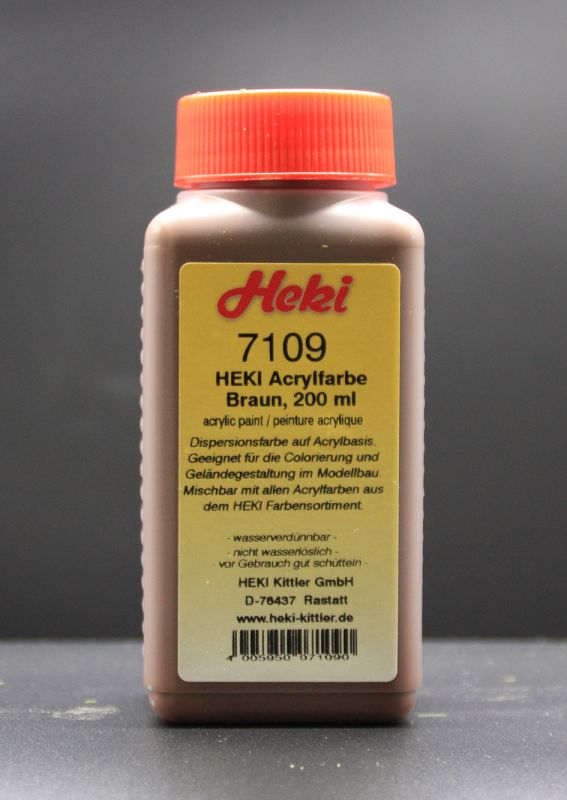 Heki
7109
HEKI Acrylfarbe
Braun, 200 ml
acrylic paint / peinture acrylique
Dispersionsfarbe auf Acrylbasis.
Geeignet für die Colorierung und
Geländegestaltung im Modellbau.
Mischbar mit allen Acrylfarben aus
dem HEKI Farbensortiment.
- wasserverdünnbar -
- nicht wasserlöslich -
- vor Gebrauch gut schütteln -
HEKI Kittler GmbH
D-76437 Rastatt
www.heki-kittler.de
4 005950 071090